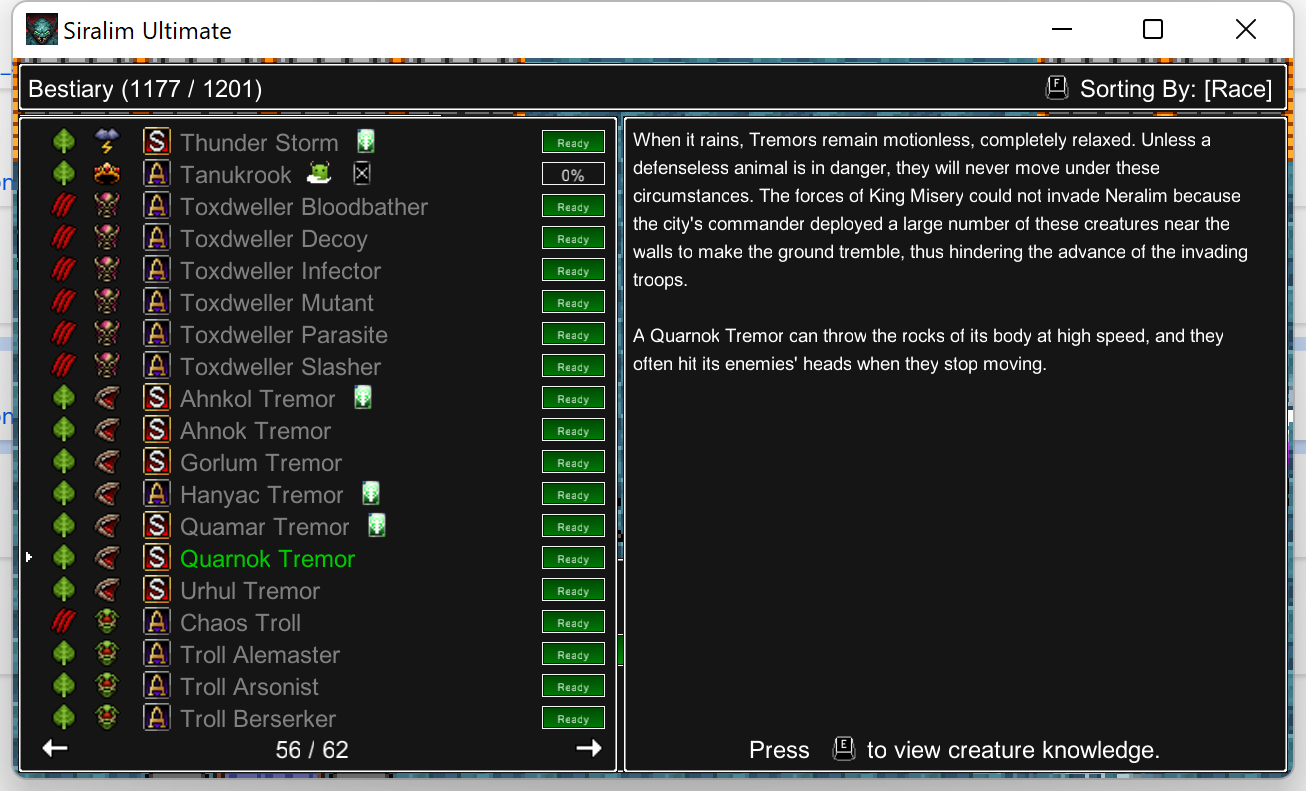 Siralim Ultimate
Bestiary (1177 / 1201)
F Sorting By: [Race]
S Thunder Storm Ready
A Tanukrook 0%
A Toxdweller Bloodbather Ready
A Toxdweller Decoy Ready
A Toxdweller Infector Ready
A Toxdweller Mutant Ready
A Toxdweller Parasite Ready
A Toxdweller Slasher Ready
S Ahnkol Tremor Ready
S Ahnok Tremor Ready
S Gorlum Tremor Ready
A Hanyac Tremor Ready
S Quamar Tremor Ready
S Quarnok Tremor Ready
S Urhul Tremor Ready
A Chaos Troll Ready
A Troll Alemaster Ready
A Troll Arsonist Ready
A Troll Berserker Ready
56 / 62
When it rains, Tremors remain motionless, completely relaxed. Unless a
defenseless animal is in danger, they will never move under these
circumstances. The forces of King Misery could not invade Neralim because
the city's commander deployed a large number of these creatures near the
walls to make the ground tremble, thus hindering the advance of the invading
troops.
A Quarnok Tremor can throw the rocks of its body at high speed, and they
often hit its enemies' heads when they stop moving.
Press E to view creature knowledge.